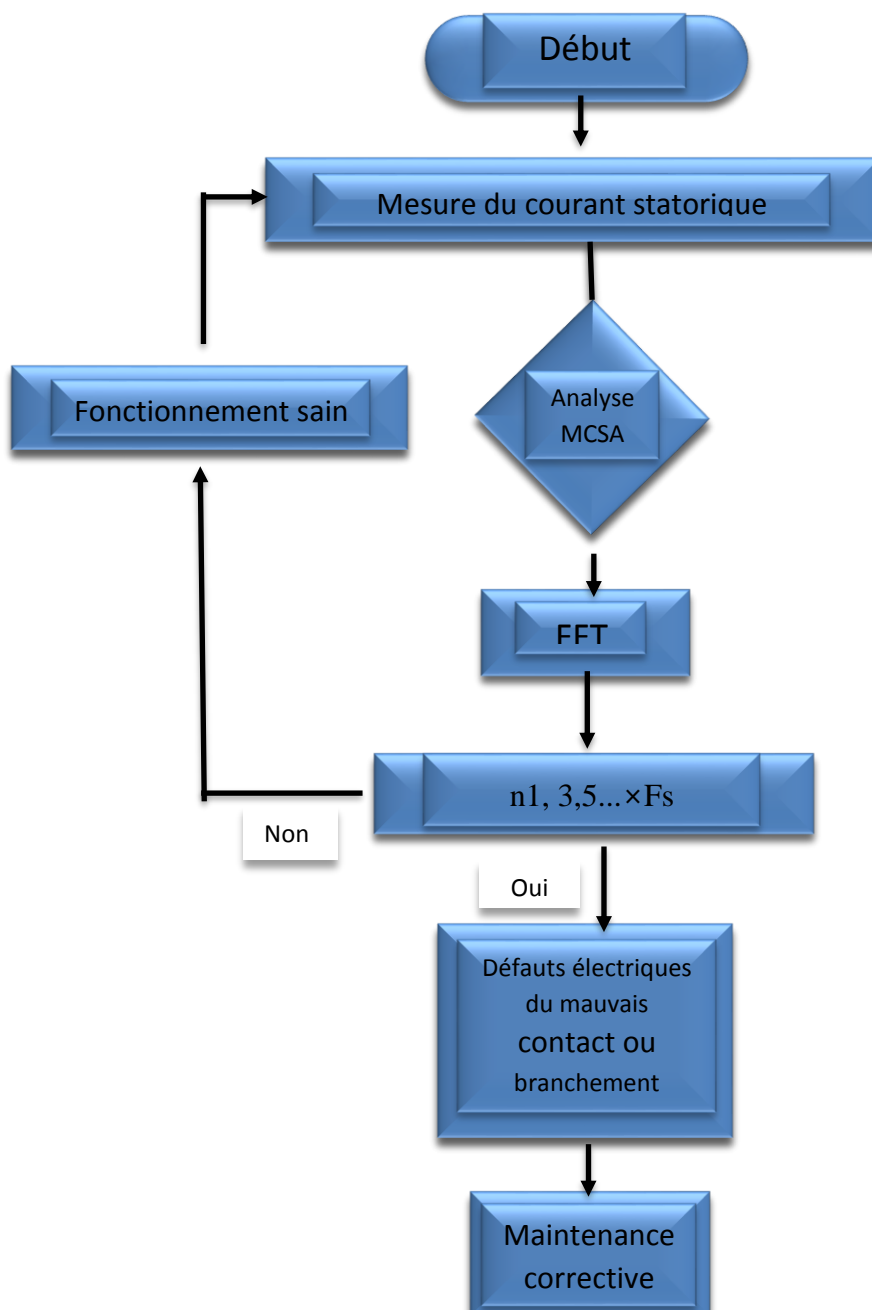 Début
Mesure du courant statorique
Analyse
MCSA
Fonctionnement sain
FFT
n1, 3,5...×Fs
Non
Oui
Défauts électriques
du mauvais
contact ou
branchement
Maintenance
corrective